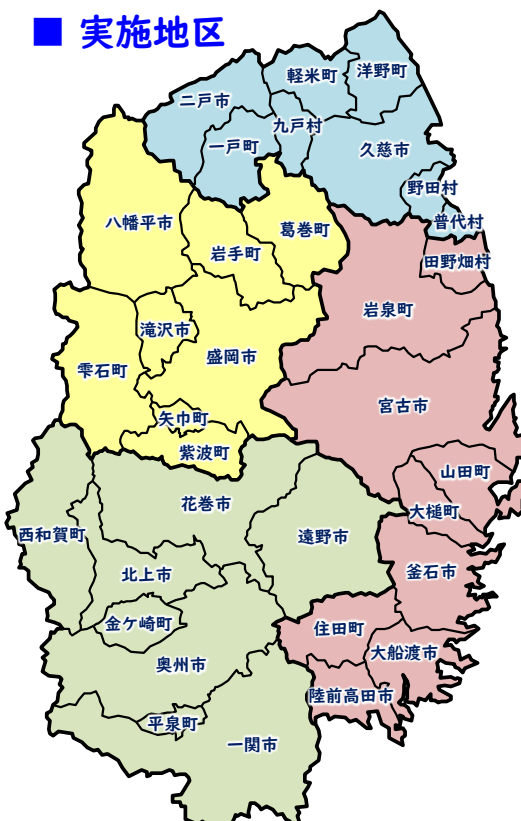 ■ 実施地区
洋野町
軽米町
二戸市
九戸村
一戸町
久慈市
野田村
普代村
八幡平市
葛巻町
岩手町
田野畑村
岩泉町
滝沢市
盛岡市
雫石町
宮古市
矢巾町
紫波町
山田町
花巻市
大槌町
西和賀町
遠野市
釜石市
北上市
金ケ崎町
住田町
大船渡市
奥州市
陸前高田市
平泉町
一関市